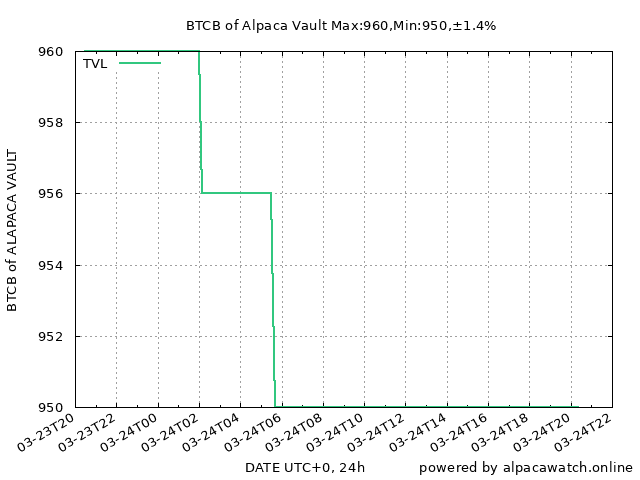 BTCB of Alpaca Vault Max:960,Min:950,±1.4%
TVL
960
958
956
954
952
950
BTCB of ALAPACA VAULT
03-23T20
03-23T22
03-24T00
03-24T02
03-24T04
03-24T06
03-24T08
03-24T10
03-24T12
03-24T14
03-24T16
03-24T18
03-24T20
03-24T22
DATE UTC+0, 24h
powered by alpacawatch.online